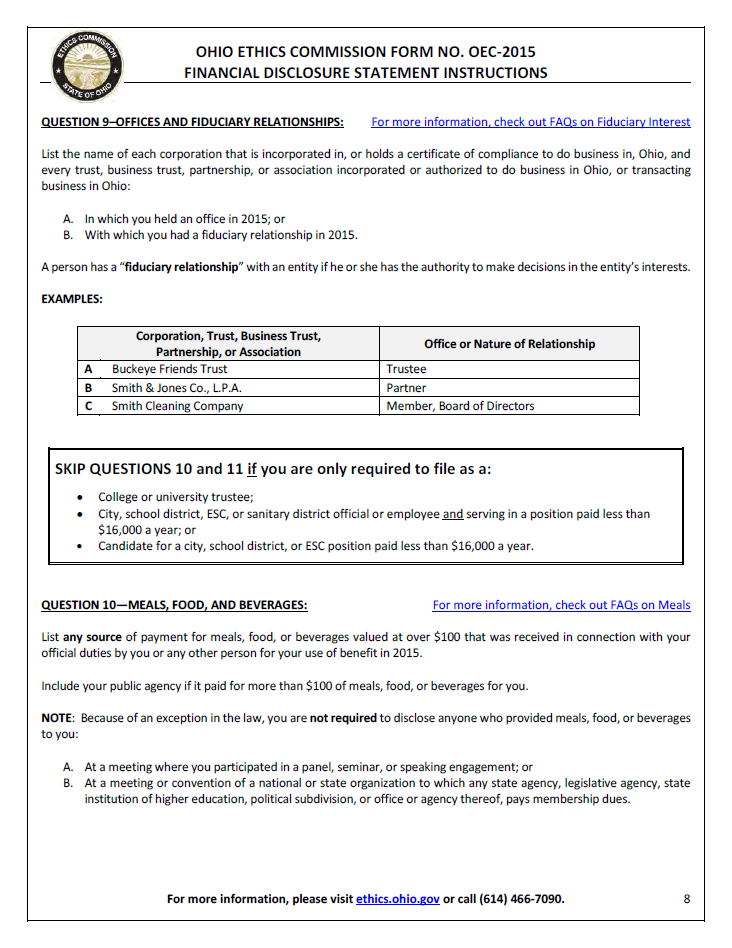 ETHICS COMMISSION
STATE OF OHIO
OHIO ETHICS COMMISSION FORM NO. OEC-2015
FINANCIAL DISCLOSURE STATEMENT INSTRUCTIONS
QUESTION 9–OFFICES AND FIDUCIARY RELATIONSHIPS: For more information, check out FAQs on Fiduciary Interest
List the name of each corporation that is incorporated in, or holds a certificate of compliance to do business in, Ohio, and
every trust, business trust, partnership, or association incorporated or authorized to do business in Ohio, or transacting
business in Ohio:
A. In which you held an office in 2015; or
B. With which you had a fiduciary relationship in 2015.
A person has a “fiduciary relationship” with an entity if he or she has the authority to make decisions in the entity’s interests.
EXAMPLES:
Corporation, Trust, Business Trust,
Partnership, or Association
Office or Nature of Relationship
A Buckeye Friends Trust Trustee
B Smith & Jones Co., L.P.A. Partner
C Smith Cleaning Company Member, Board of Directors
SKIP QUESTIONS 10 and 11 if you are only required to file as a:
• College or university trustee;
• City, school district, ESC, or sanitary district official or employee and serving in a position paid less than
$16,000 a year; or
• Candidate for a city, school district, or ESC position paid less than $16,000 a year.
QUESTION 10—MEALS, FOOD, AND BEVERAGES: For more information, check out FAQs on Meals
List any source of payment for meals, food, or beverages valued at over $100 that was received in connection with your
official duties by you or any other person for your use of benefit in 2015.
Include your public agency if it paid for more than $100 of meals, food, or beverages for you.
NOTE: Because of an exception in the law, you are not required to disclose anyone who provided meals, food, or beverages
to you:
A. At a meeting where you participated in a panel, seminar, or speaking engagement; or
B. At a meeting or convention of a national or state organization to which any state agency, legislative agency, state
institution of higher education, political subdivision, or office or agency thereof, pays membership dues.
For more information, please visit ethics.ohio.gov or call (614) 466-7090.
8